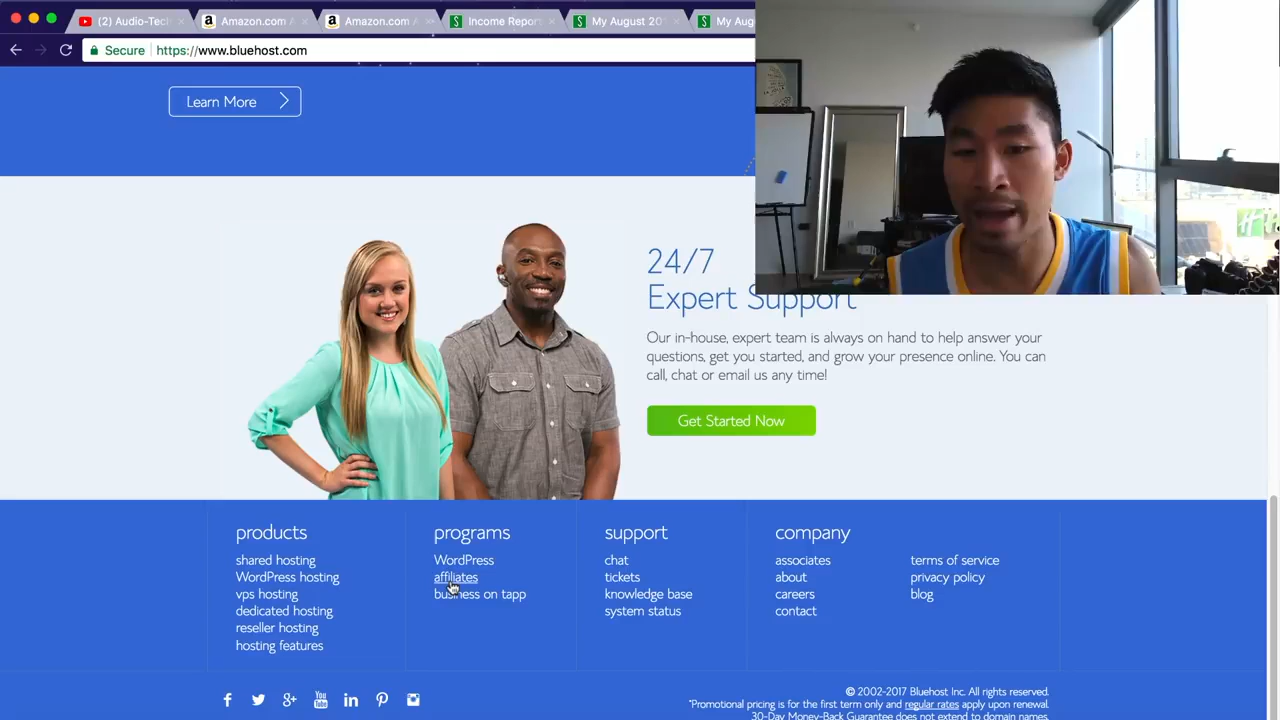 (2) Audio-Tech
Amazon.com A
Amazon.com A
Income Repor
My August 20
My Aug
Secure https://www.bluehost.com
Learn More
24/7
Expert Support
Our in-house, expert team is always on hand to help answer your
questions, get you started, and grow your presence online. You can
call, chat or email us any time!
Get Started Now
products
shared hosting
WordPress hosting
vps hosting
dedicated hosting
reseller hosting
hosting features
programs
WordPress
affiliates
business on tapp
support
chat
tickets
knowledge base
system status
company
associates
about
careers
contact
terms of service
privacy policy
blog
© 2002-2017 Bluehost Inc. All rights reserved.
*Promotional pricing is for the first term only and regular rates apply upon renewal.
30-Day Money-Back Guarantee does not extend to domain names.